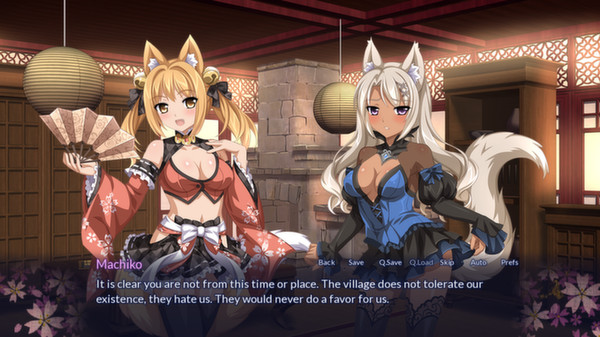 Machiko
Back Save Q.Save Q.Load Skip Auto Prefs
It is clear you are not from this time or place. The village does not tolerate our
existence, they hate us. They would never do a favor for us.